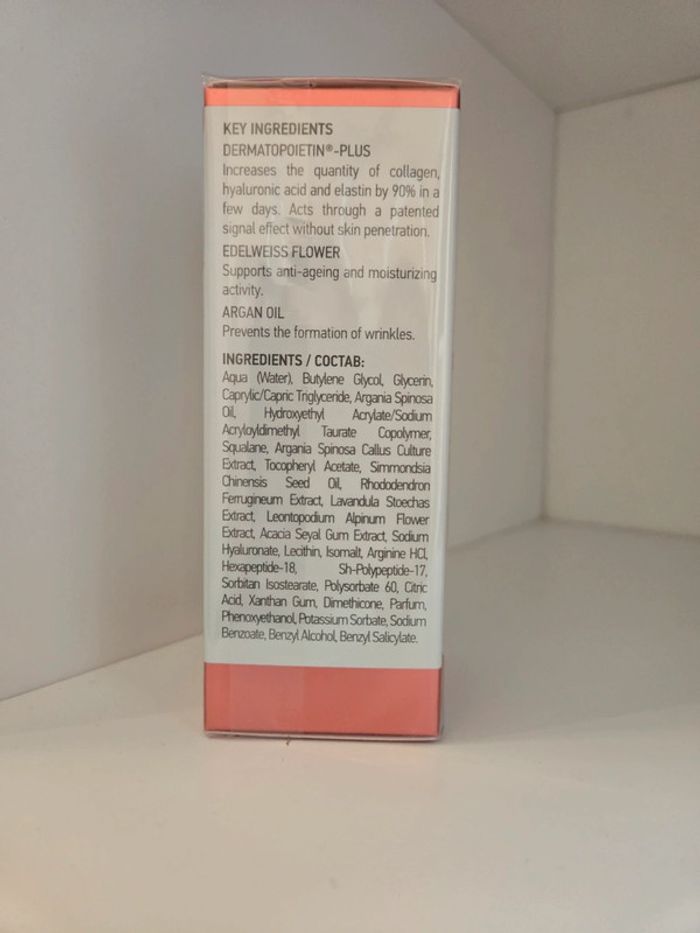 KEY INGREDIENTS
DERMATOPOIETIN®-PLUS
Increases the quantity of collagen,
hyaluronic acid and elastin by 90% in a
few days. Acts through a patented
signal effect without skin penetration.
EDELWEISS FLOWER
Supports anti-ageing and moisturizing
activity.
ARGAN OIL
Prevents the formation of wrinkles.
INGREDIENTS / СОСТАВ:
Aqua (Water), Butylene Glycol, Glycerin,
Caprylic/Capric Triglyceride, Argania Spinosa
Oil, Hydroxyethyl Acrylate/Sodium
Acryloyldimethyl Taurate Copolymer,
Squalane, Argania Spinosa Callus Culture
Extract, Tocopheryl Acetate, Simmondsia
Chinensis Seed Oil, Rhododendron
Ferrugineum Extract, Lavandula Stoechas
Extract, Leontopodium Alpinum Flower
Extract, Acacia Seyal Gum Extract, Sodium
Hyaluronate, Lecithin, Isomalt, Arginine HCl,
Hexapeptide-18, Sh-Polypeptide-17,
Sorbitan Isostearate, Polysorbate 60, Citric
Acid, Xanthan Gum, Dimethicone, Parfum,
Phenoxyethanol, Potassium Sorbate, Sodium
Benzoate, Benzyl Alcohol, Benzyl Salicylate.